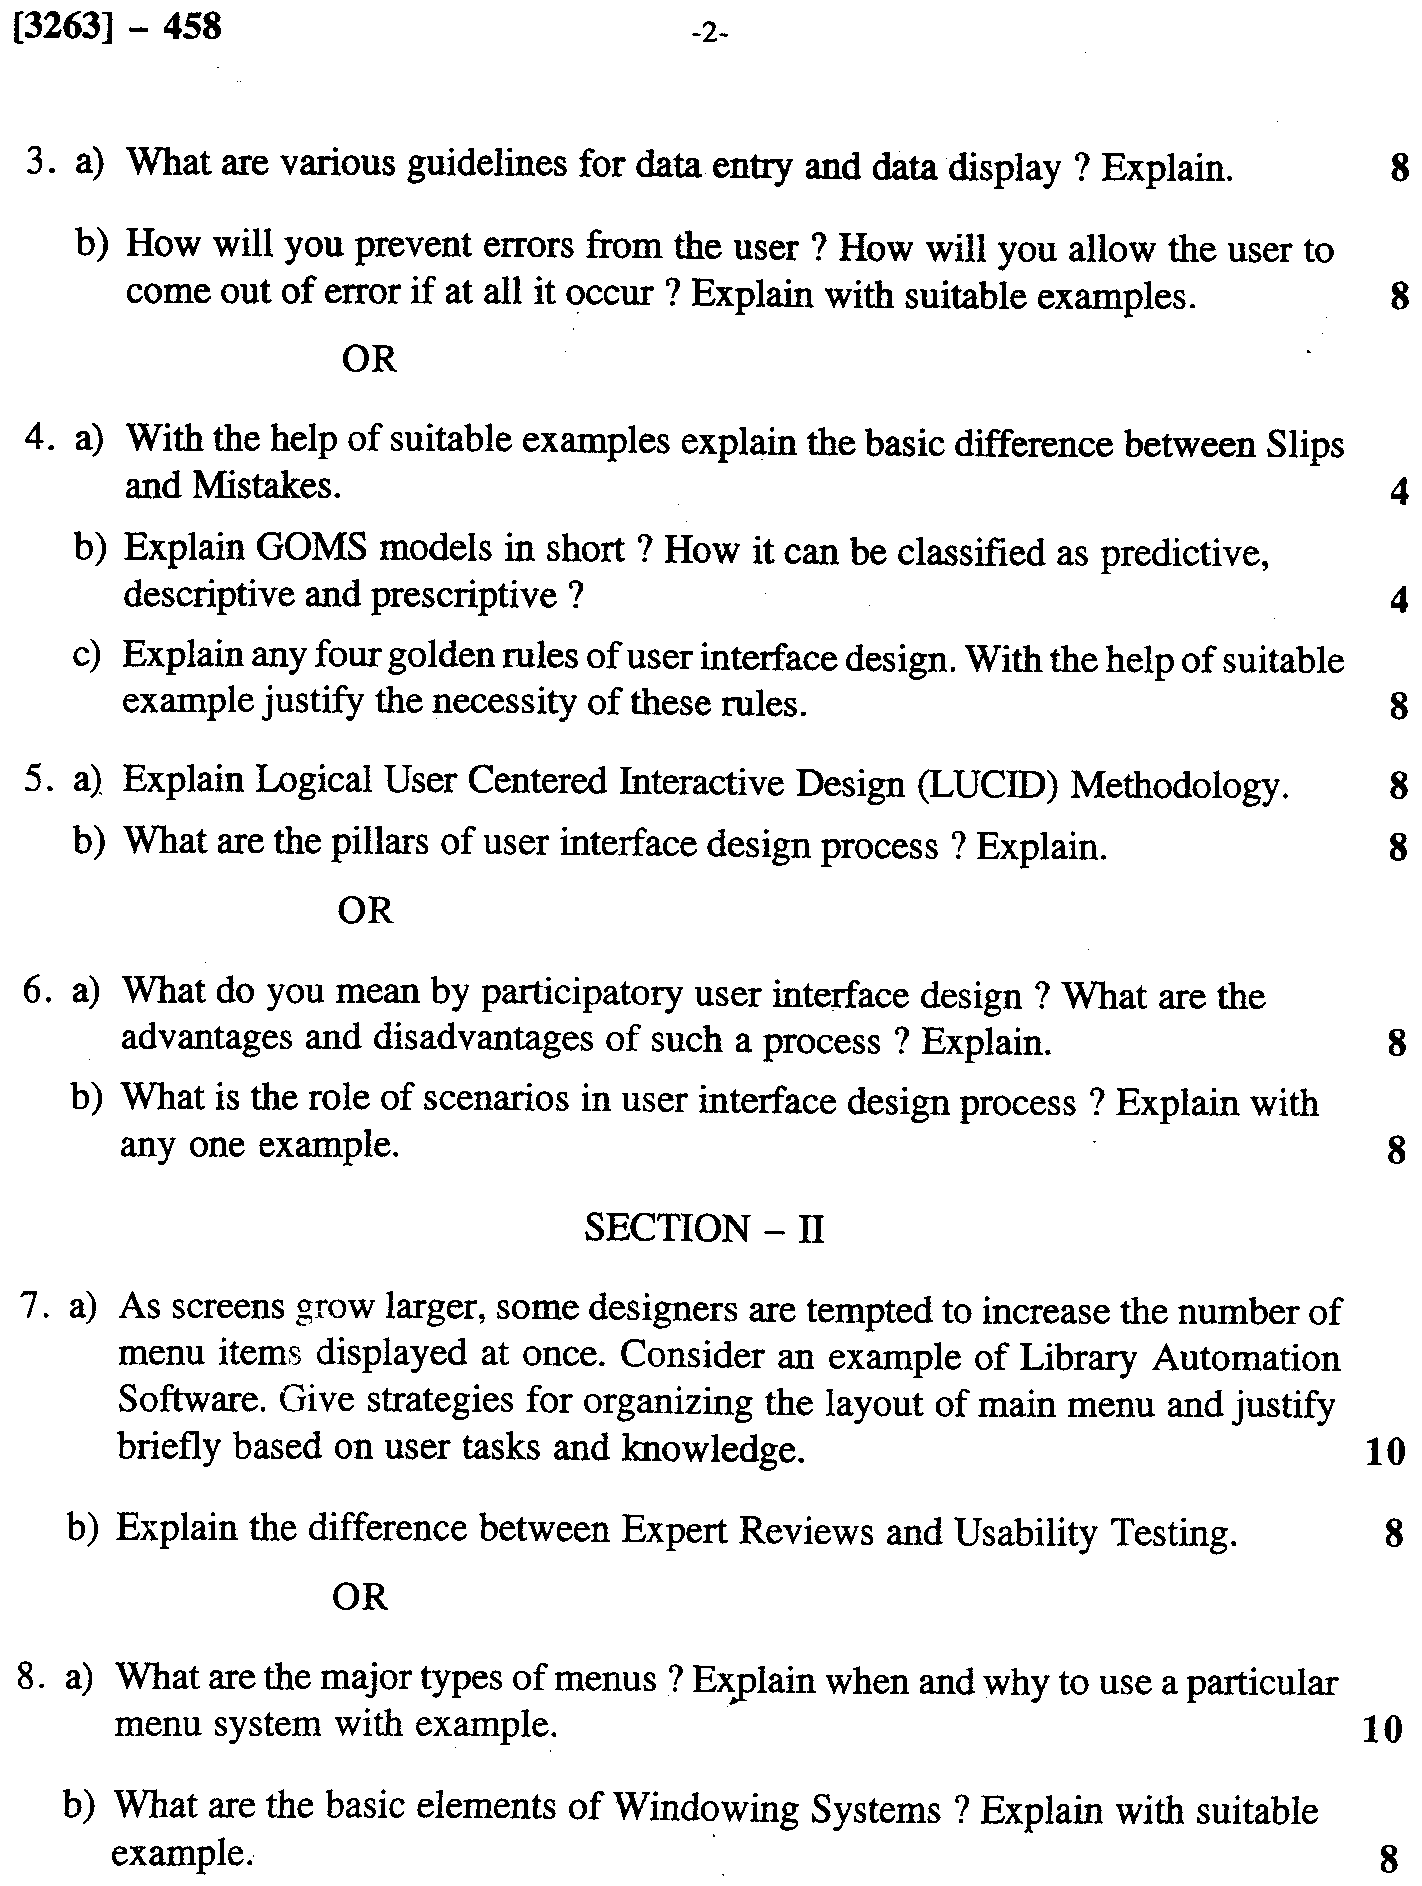 [3263] – 458
-2-
3. a) What are various guidelines for data entry and data display ? Explain. 8
b) How will you prevent errors from the user ? How will you allow the user to
come out of error if at all it occur ? Explain with suitable examples. 8
OR
4. a) With the help of suitable examples explain the basic difference between Slips
and Mistakes. 4
b) Explain GOMS models in short ? How it can be classified as predictive,
descriptive and prescriptive ? 4
c) Explain any four golden rules of user interface design. With the help of suitable
example justify the necessity of these rules. 8
5. a) Explain Logical User Centered Interactive Design (LUCID) Methodology. 8
b) What are the pillars of user interface design process ? Explain. 8
OR
6. a) What do you mean by participatory user interface design ? What are the
advantages and disadvantages of such a process ? Explain. 8
b) What is the role of scenarios in user interface design process ? Explain with
any one example. 8
SECTION – II
7. a) As screens grow larger, some designers are tempted to increase the number of
menu items displayed at once. Consider an example of Library Automation
Software. Give strategies for organizing the layout of main menu and justify
briefly based on user tasks and knowledge. 10
b) Explain the difference between Expert Reviews and Usability Testing. 8
OR
8. a) What are the major types of menus ? Explain when and why to use a particular
menu system with example. 10
b) What are the basic elements of Windowing Systems ? Explain with suitable
example. 8